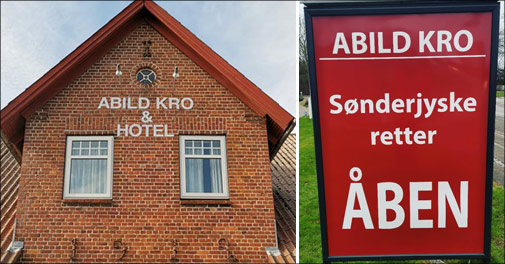 ABILD KRO
&
HOTEL
ABILD KRO
Sønderjyske
retter
ÅBEN